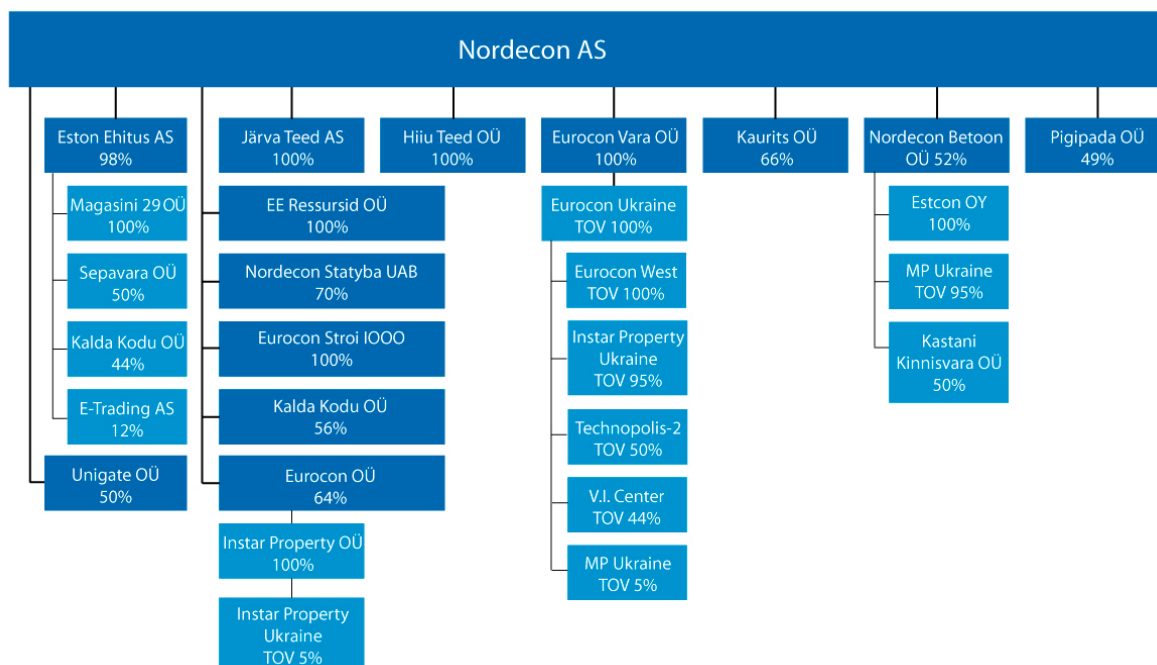 Nordecon AS
Eston Ehitus AS
98%
Magasini 29 OÜ
100%
Sepavara OÜ
50%
Kalda Kodu OÜ
44%
E-Trading AS
12%
Unigate OÜ
50%
Järva Teed AS
100%
EE Ressursid OÜ
100%
Nordecon Statyba UAB
70%
Eurocon Stroi IOOO
100%
Kalda Kodu OÜ
56%
Eurocon OÜ
64%
Instar Property OÜ
100%
Instar Property
Ukraine
TOV 5%
Hiiu Teed OÜ
100%
Eurocon Vara OÜ
100%
Eurocon Ukraine
TOV 100%
Eurocon West
TOV 100%
Instar Property
Ukraine
TOV 95%
Technopolis-2
TOV 50%
V.I. Center
TOV 44%
MP Ukraine
TOV 5%
Kaurits OÜ
66%
Nordecon Betoon
OÜ 52%
Estcon OY
100%
MP Ukraine
TOV 95%
Kastani
Kinnisvara OÜ
50%
Pigipada OÜ
49%